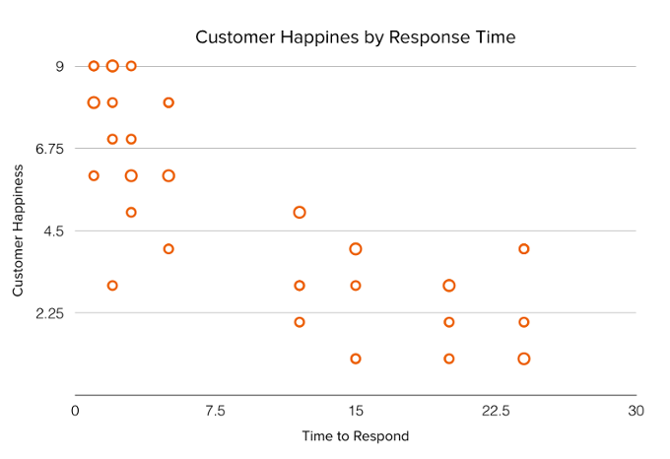 Customer Happines by Response Time
9
6.75
4.5
2.25
Customer Happiness
0 7.5 15 22.5 30
Time to Respond